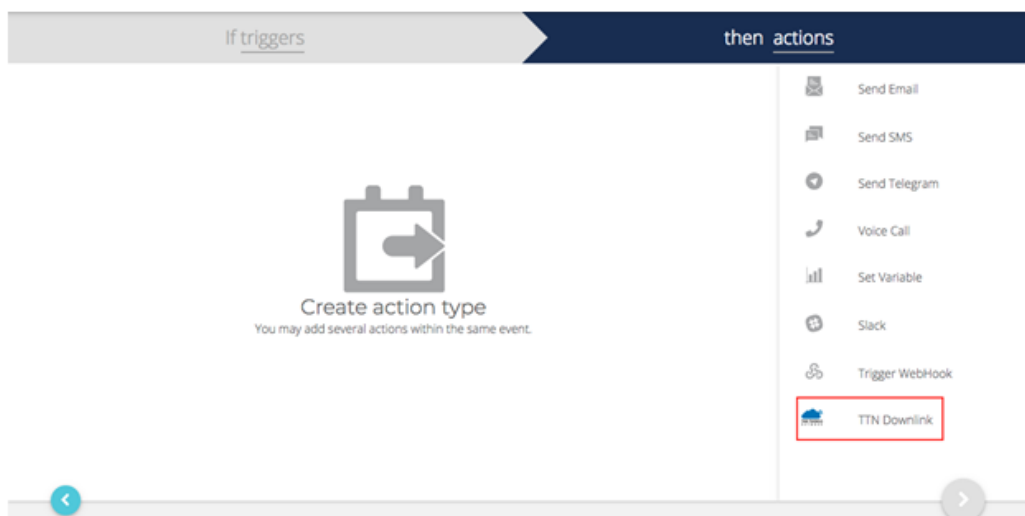 If triggers
then actions
Send Email
Send SMS
Send Telegram
Voice Call
Set Variable
Slack
Trigger WebHook
TTN Downlink
Create action type
You may add several actions within the same event.